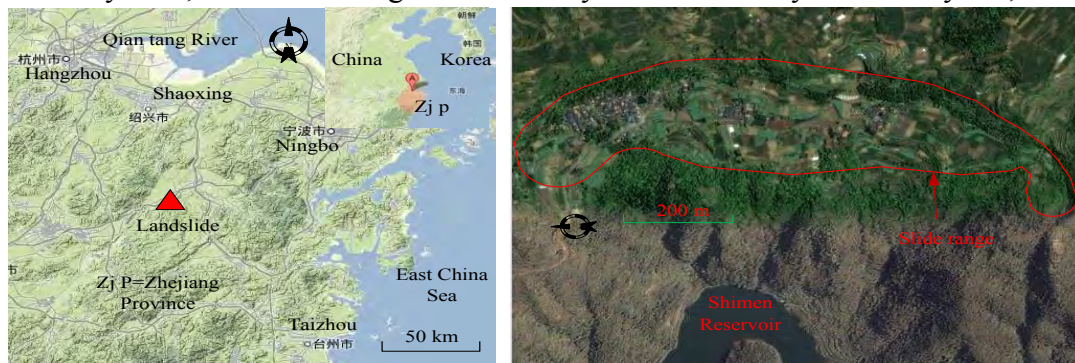 Qian tang River
杭州市
Hangzhou
Shaoxing
绍兴市
宁波市
Ningbo
Landslide
Zj P=Zhejiang
Province
East China
Sea
Taizhou
台州市
50 km
China
朝鲜
韩国
Korea
A
东海
Zj p
200 m
Slide range
Shimen
Reservoir